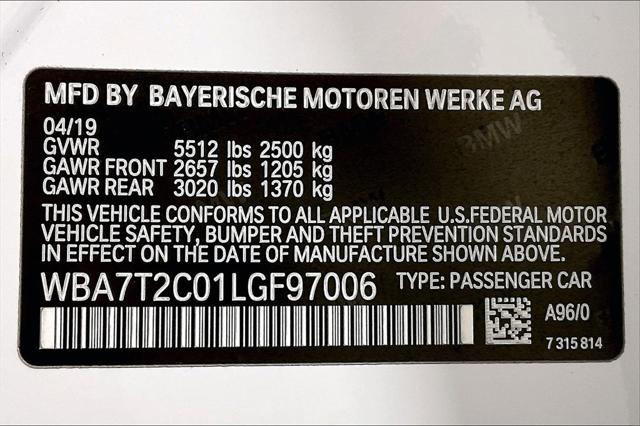 MFD BY BAYERISCHE MOTOREN WERKE AG
04/19
GVWR 5512 lbs 2500 kg
GAWR FRONT 2657 lbs 1205 kg
GAWR REAR 3020 lbs 1370 kg
THIS VEHICLE CONFORMS TO ALL APPLICABLE U.S.FEDERAL MOTOR
VEHICLE SAFETY, BUMPER AND THEFT PREVENTION STANDARDS
IN EFFECT ON THE DATE OF MANUFACTURE SHOWN ABOVE.
WBA7T2C01LGF97006 TYPE: PASSENGER CAR
A96/0
7 315 814
BMW